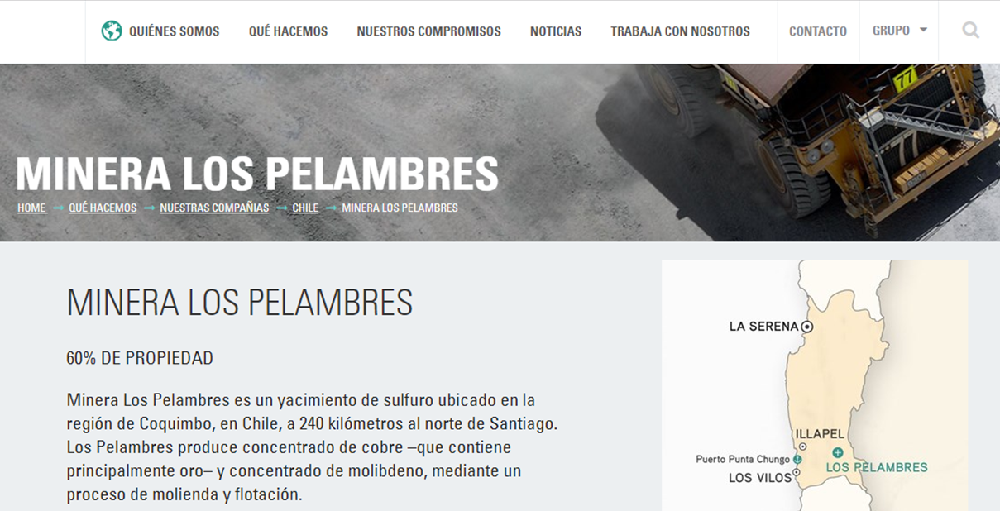 QUIÉNES SOMOS QUÉ HACEMOS NUESTROS COMPROMISOS NOTICIAS TRABAJA CON NOSOTROS CONTACTO GRUPO
77
MINERA LOS PELAMBRES
HOME → QUÉ HACEMOS → NUESTRAS COMPAÑIAS → CHILE → MINERA LOS PELAMBRES
MINERA LOS PELAMBRES
60% DE PROPIEDAD
Minera Los Pelambres es un yacimiento de sulfuro ubicado en la
región de Coquimbo, en Chile, a 240 kilómetros al norte de Santiago.
Los Pelambres produce concentrado de cobre –que contiene
principalmente oro– y concentrado de molibdeno, mediante un
proceso de molienda y flotación.
LA SERENA
ILLAPEL
Puerto Punta Chungo
LOS PELAMBRES
LOS VILOS